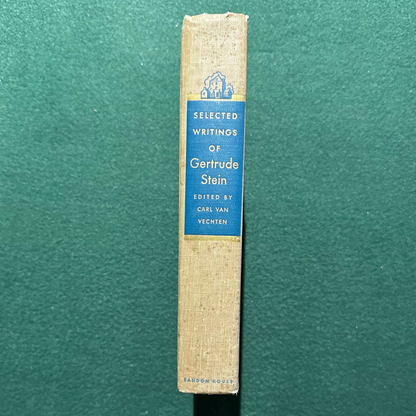 SELECTED
WRITINGS
OF
Gertrude
Stein
EDITED BY
CARL VAN
VECHTEN
RANDOM HOUSE